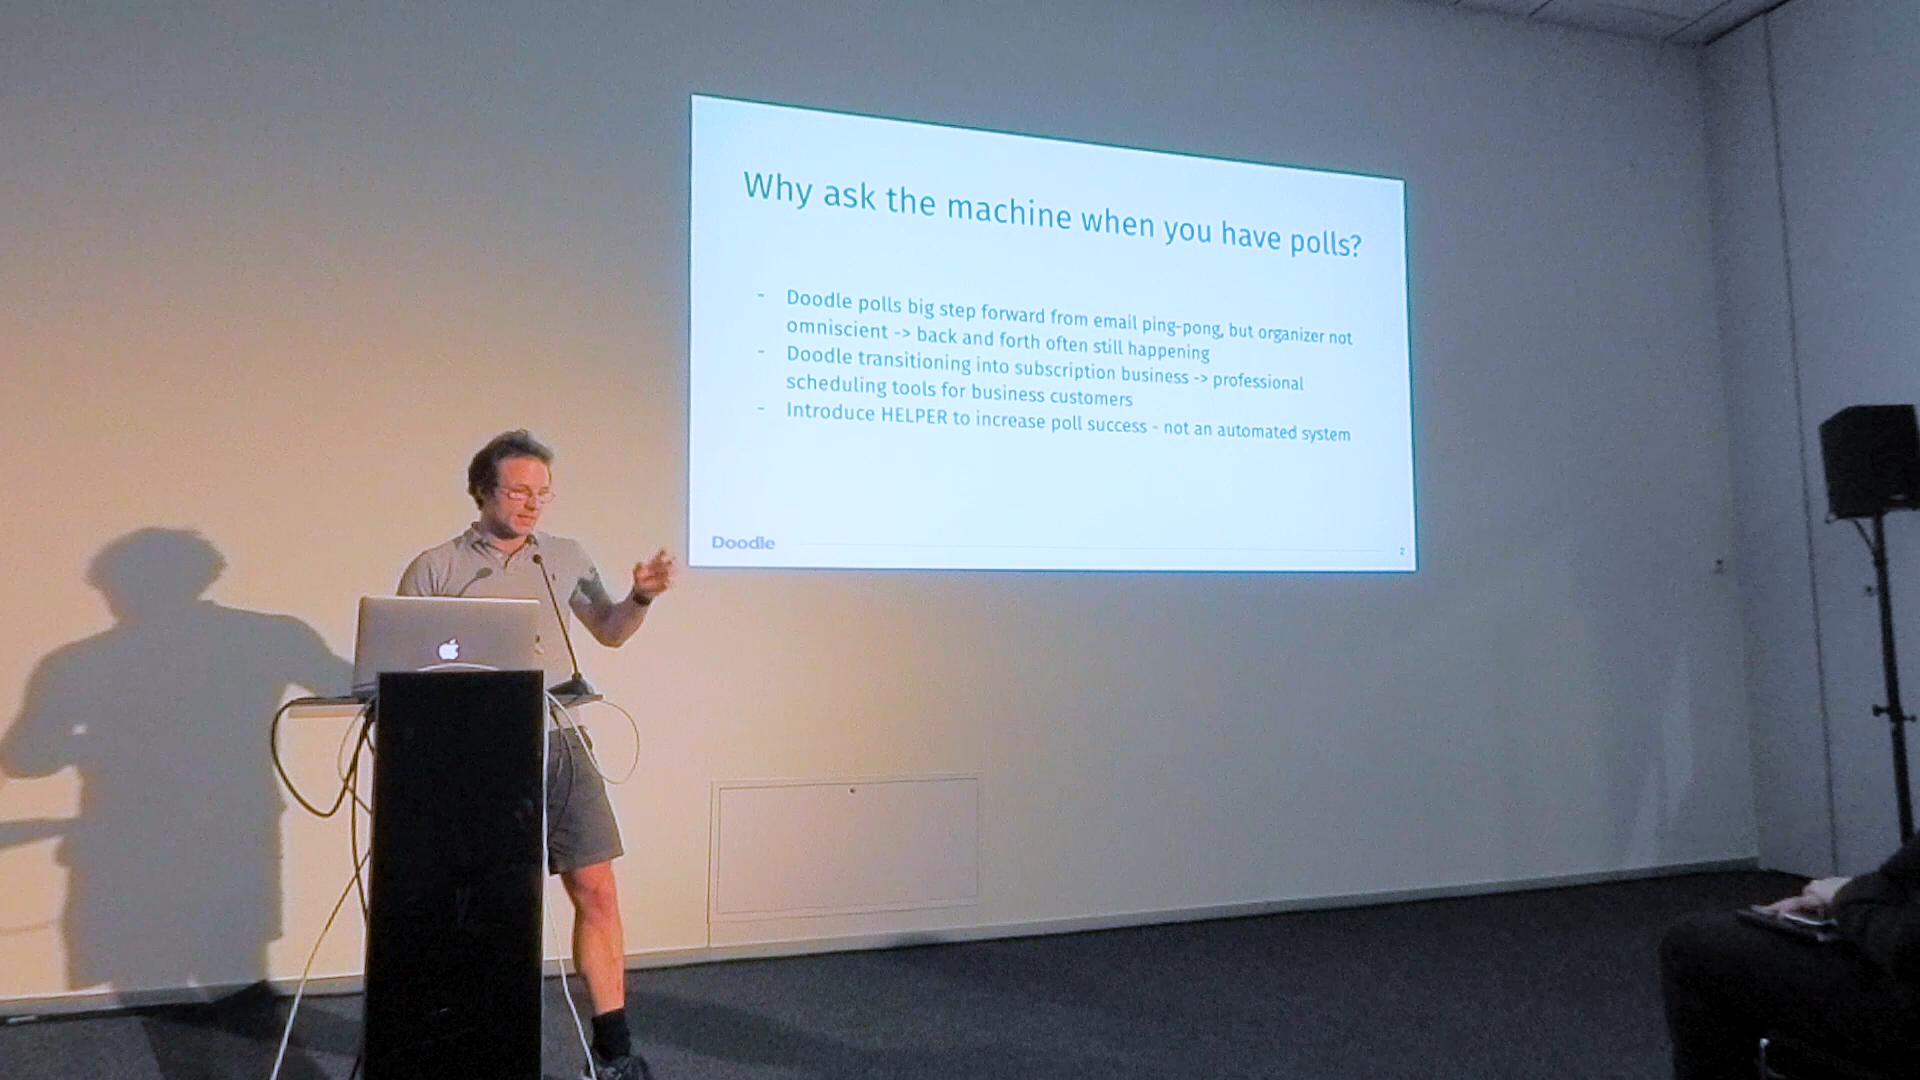 Why ask the machine when you have polls?
- Doodle polls big step forward from email ping-pong, but organizer not
omniscient -> back and forth often still happening
- Doodle transitioning into subscription business -> professional
scheduling tools for business customers
- Introduce HELPER to increase poll success - not an automated system
Doodle
2